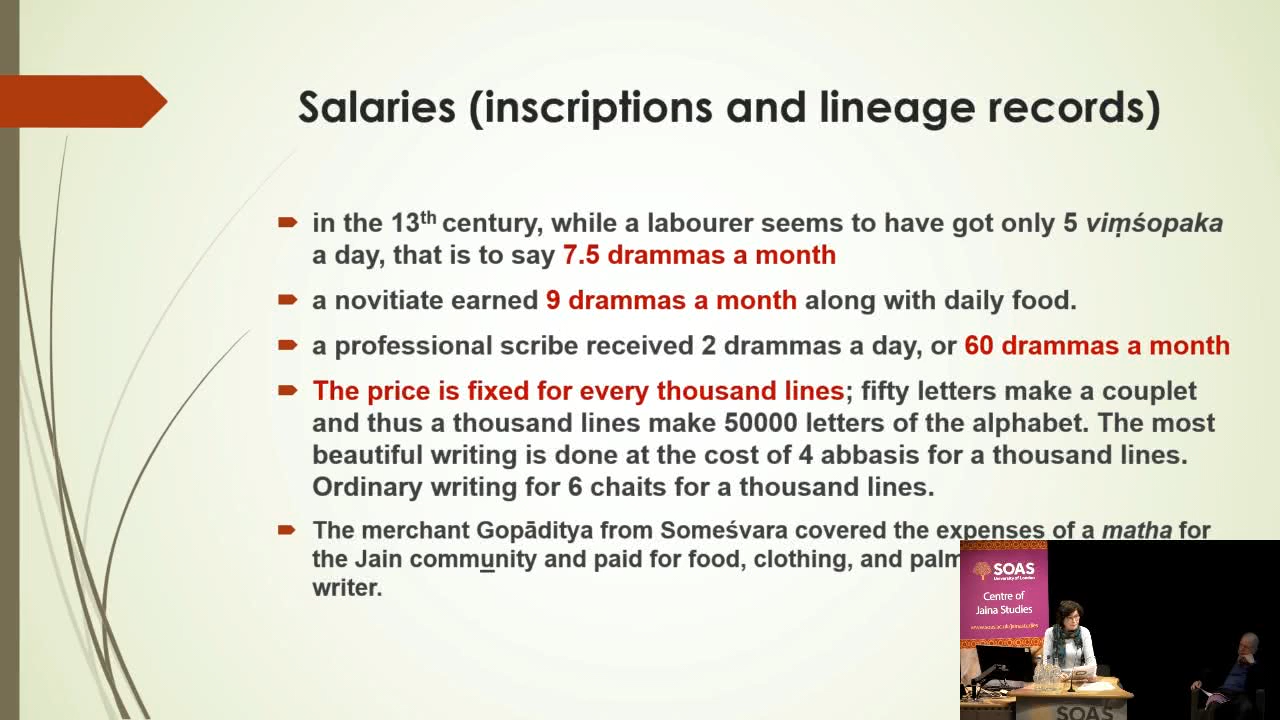 Salaries (inscriptions and lineage records)
in the 13th century, while a labourer seems to have got only 5 viṃśopaka
a day, that is to say 7.5 drammas a month
a novitiate earned 9 drammas a month along with daily food.
a professional scribe received 2 drammas a day, or 60 drammas a month
The price is fixed for every thousand lines; fifty letters make a couplet
and thus a thousand lines make 50000 letters of the alphabet. The most
beautiful writing is done at the cost of 4 abbasis for a thousand lines.
Ordinary writing for 6 chaits for a thousand lines.
The merchant Gopāditya from Someśvara covered the expenses of a matha for
the Jain community and paid for food, clothing, and palm
writer.
SOAS
University of London
Centre of
Jaina Studies
SOAS